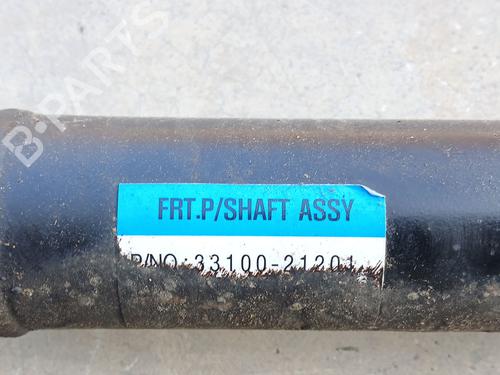 B-PARTS
FRT.P/SHAFT ASSY
P/NO.:33100-21201